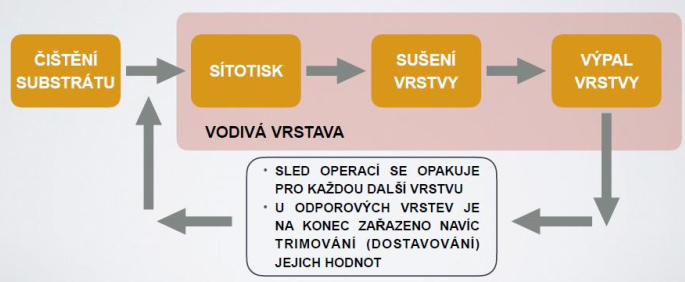 ČIŠTĚNÍ
SUBSTRÁTU
SÍTOTISK
SUŠENÍ
VRSTVY
VÝPAL
VRSTVY
VODIVÁ VRSTAVA
• SLED OPERACÍ SE OPAKUJE
PRO KAŽDOU DALŠÍ VRSTVU
• U ODPOROVÝCH VRSTEV JE
NA KONEC ZAŘAZENO NAVÍC
TRIMOVÁNÍ (DOSTAVOVÁNÍ)
JEJICH HODNOT